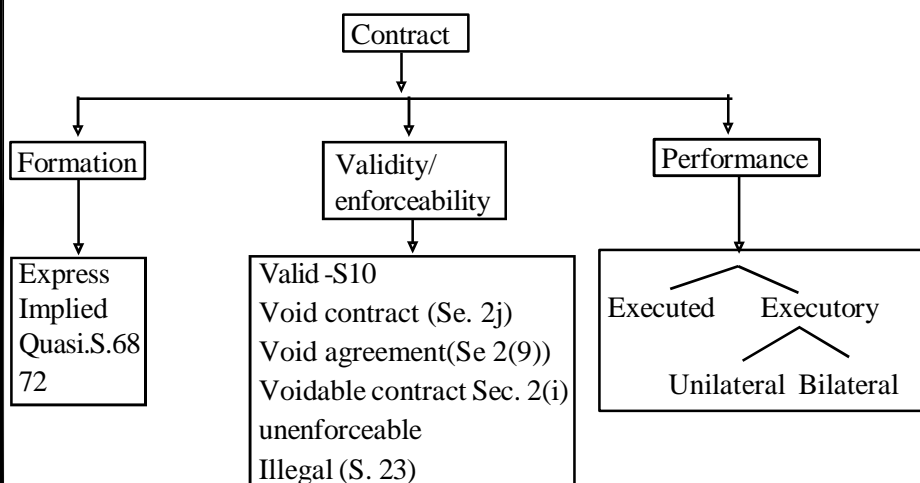 Contract
Formation
Validity/
enforceability
Performance
Express
Implied
Quasi.S.68
72
Valid -S10
Void contract (Se. 2j)
Void agreement(Se 2(9))
Voidable contract Sec. 2(i)
unenforceable
Illegal (S. 23)
Executed Executory
Unilateral Bilateral